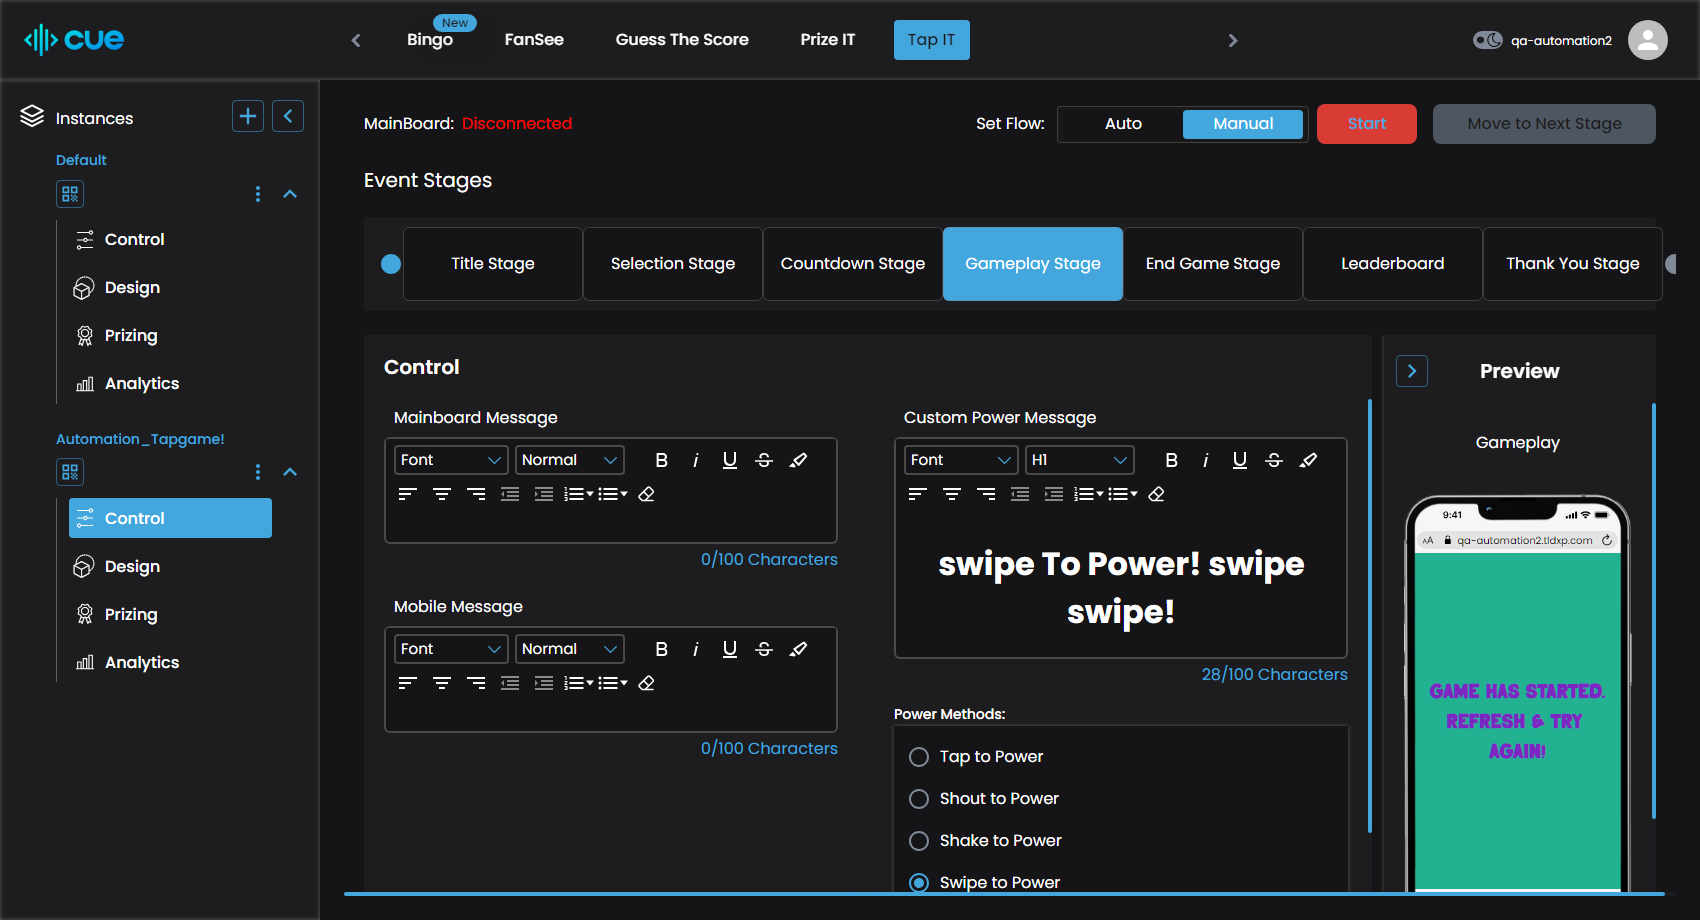 cue
New
Bingo
FanSee
Guess The Score
Prize IT
Tap IT
qa-automation2
Instances
Default
Control
Design
Prizing
Analytics
Automation_Tapgame!
Control
Design
Prizing
Analytics
MainBoard: Disconnected
Set Flow:
Auto
Manual
Start
Move to Next Stage
Event Stages
Title Stage
Selection Stage
Countdown Stage
Gameplay Stage
End Game Stage
Leaderboard
Thank You Stage
Control
Mainboard Message
Font
Normal
B i U S
0/100 Characters
Mobile Message
Font
Normal
B i U S
0/100 Characters
Custom Power Message
Font
H1
B i U S
swipe To Power! swipe
swipe!
28/100 Characters
Power Methods:
Tap to Power
Shout to Power
Shake to Power
Swipe to Power
Preview
Gameplay
9:41
AA qa-automation2.tldxp.com
GAME HAS STARTED.
REFRESH & TRY
AGAIN!